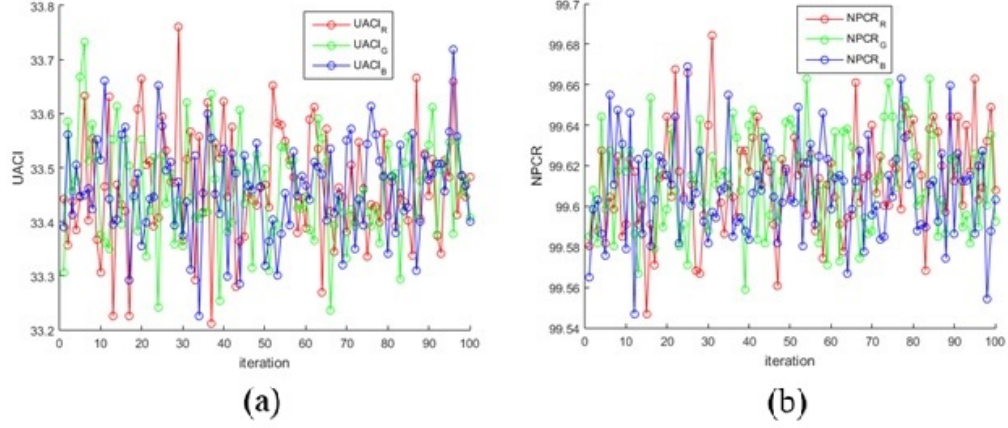 33.8
33.7
33.6
33.5
33.4
33.3
33.2
UACI
0 10 20 30 40 50 60 70 80 90 100
iteration
UACI_R
UACI_G
UACI_B
(a)
99.7
99.68
99.66
99.64
99.62
99.6
99.58
99.56
99.54
NPCR
0 10 20 30 40 50 60 70 80 90 100
iteration
NPCR_R
NPCR_G
NPCR_B
(b)